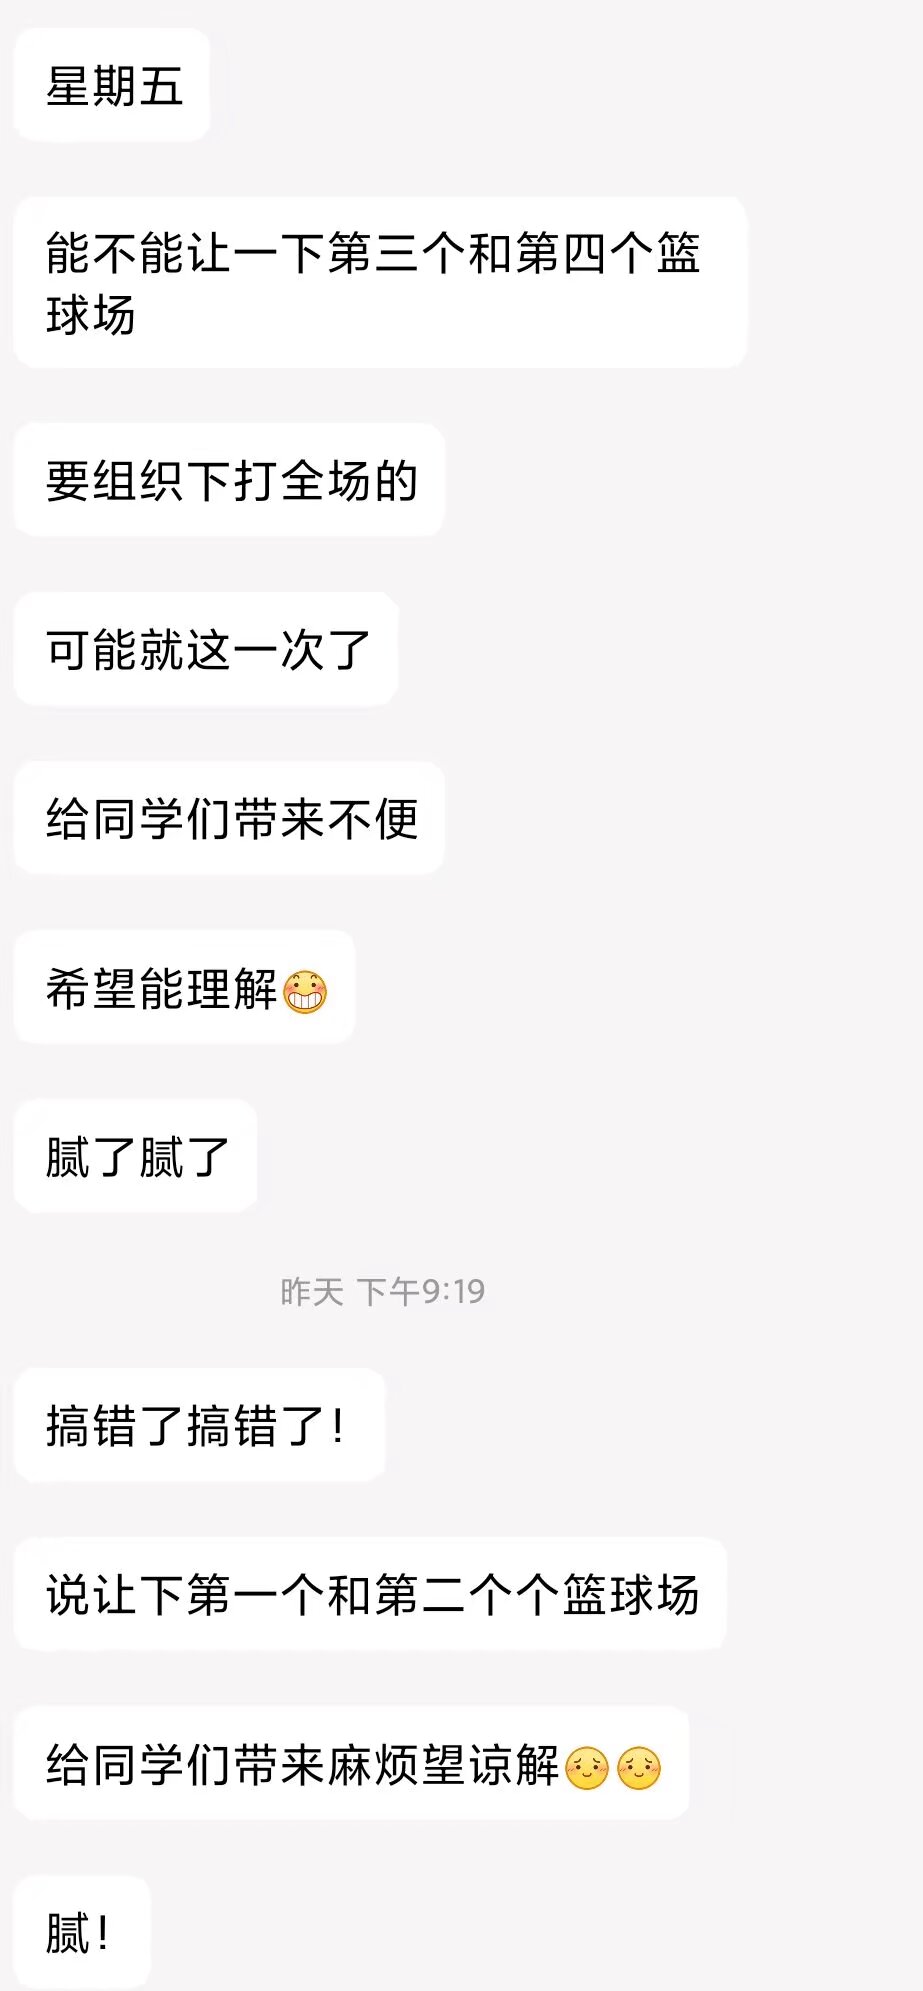 星期五
能不能让一下第三个和第四个篮
球场
要组织下打全场的
可能就这一次了
给同学们带来不便
希望能理解
腻了腻了
昨天 下午9:19
搞错了搞错了!
说让下第一个和第二个个篮球场
给同学们带来麻烦望谅解
腻!